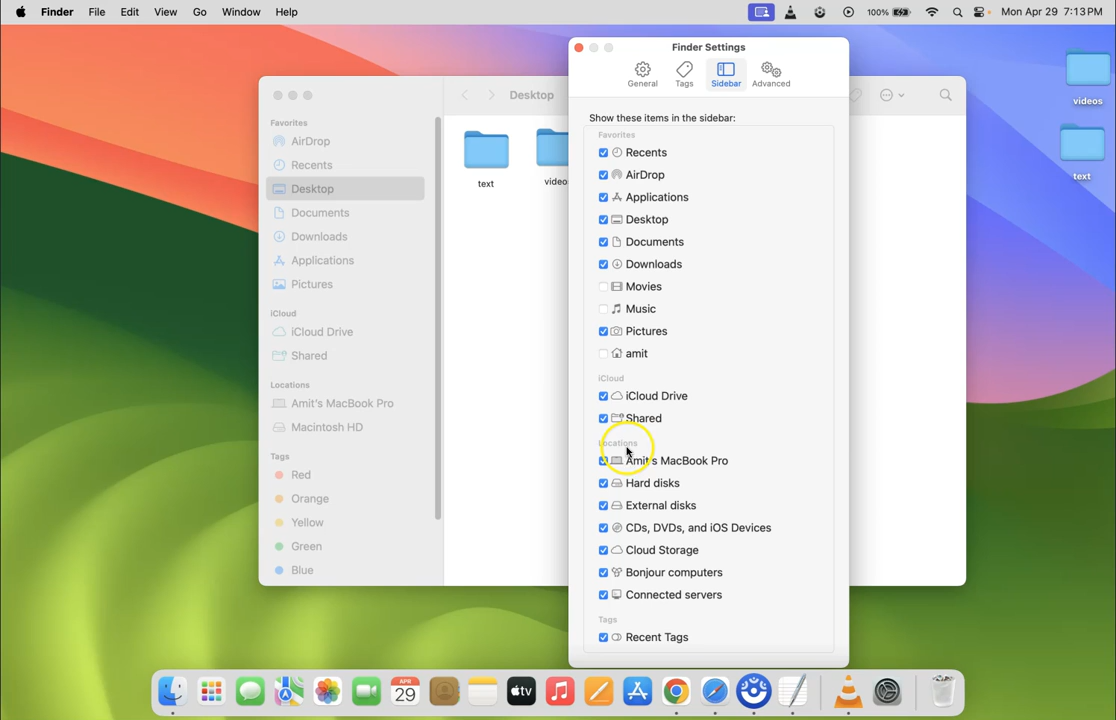 Finder File Edit View Go Window Help 100% Mon Apr 29 7:13 PM
Finder Settings
General Tags Sidebar Advanced
Show these items in the sidebar:
Favorites
Recents
AirDrop
Applications
Desktop
Documents
Downloads
Movies
Music
Pictures
amit
iCloud
iCloud Drive
Shared
Locations
Amit's MacBook Pro
Hard disks
External disks
CDs, DVDs, and iOS Devices
Cloud Storage
Bonjour computers
Connected servers
Tags
Recent Tags
Desktop
Favorites
AirDrop
Recents
Desktop
Documents
Downloads
Applications
Pictures
iCloud
iCloud Drive
Shared
Locations
Amit's MacBook Pro
Macintosh HD
Tags
Red
Orange
Yellow
Green
Blue
text
video
videos
text
APR
29
tv